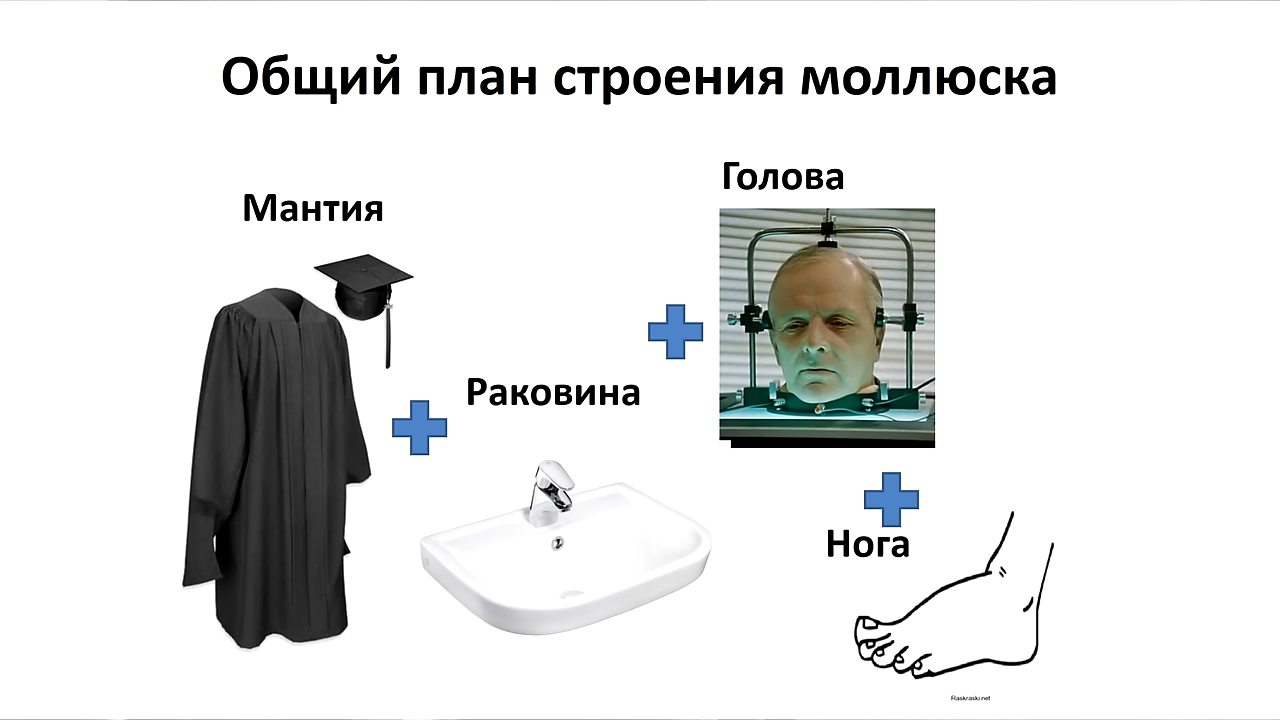 Общий план строения моллюска
Мантия
Раковина
Голова
Нога
Raskraski.net